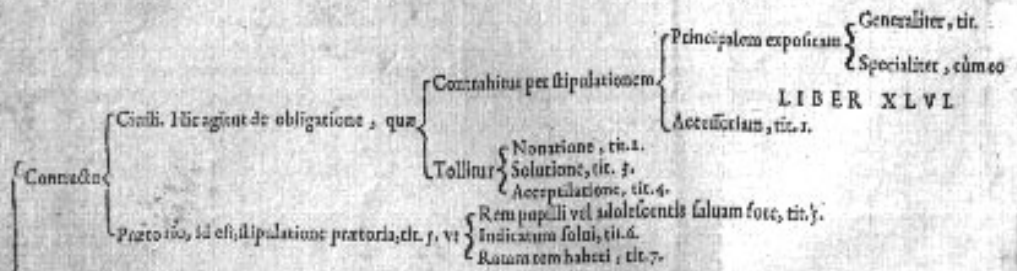 Generaliter, tit.
Principalem expositam
Specialiter, cùm eo
Contrahitur per stipulationem
LIBER XLVI.
Accessoriam, tit. 1.
Ciuili. Hîc agitur de obligatione, quæ
Nouatione, tit. 2.
Tollitur
Solutione, tit. 3.
Contractu
Acceptilatione, tit. 4.
Rem pupilli vel adolescentis saluam fore, tit. 5.
Prætorio, id est, stipulatione prætoria, tit. 5. vt
Iudicatum solui, tit. 6.
Ratam rem haberi, tit. 7.